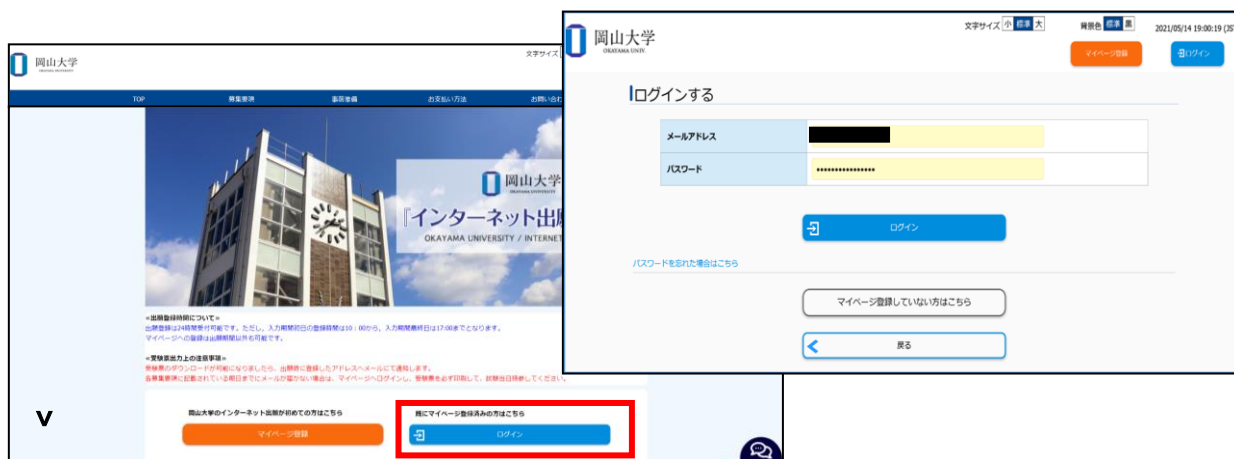 岡山大学
OKAYAMA UNIVERSITY
文字サイズ
TOP
募集要項
事前準備
お支払い方法
お問い合わ
岡山大学
OKAYAMA UNIVERSITY
『インターネット出
OKAYAMA UNIVERSITY / INTERNET
=出願登録時間について=
出願登録は24時間受付可能です。ただし、入力期間初日の登録時間は10：00から、入力期間最終日は17:00までとなります。
マイページへの登録は出願期間以外も可能です。
=受験票出力上の注意事項=
受験票のダウンロードが可能になりましたら、出願時に登録したアドレスへメールにて通知します。
各募集要項に記載されている期日までにメールが届かない場合は、マイページへログインし、受験票を必ず印刷して、試験当日持参してください。
岡山大学のインターネット出願が初めての方はこちら
マイページ登録
既にマイページ登録済みの方はこちら
ログイン
v
岡山大学
OKAYAMA UNIV.
文字サイズ 小 標準 大
背景色 標準 黒
2021/05/14 19:00:19 (JS
マイページ登録
ログイン
ログインする
メールアドレス
パスワード
••••••••••••••••
ログイン
パスワードを忘れた場合はこちら
マイページ登録していない方はこちら
戻る